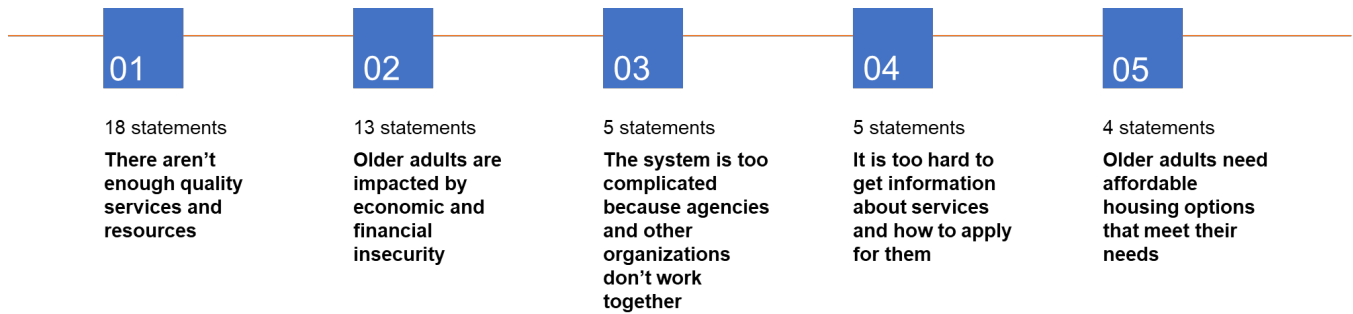 01
18 statements
There aren’t
enough quality
services and
resources
02
13 statements
Older adults are
impacted by
economic and
financial
insecurity
03
5 statements
The system is too
complicated
because agencies
and other
organizations
don’t work
together
04
5 statements
It is too hard to
get information
about services
and how to apply
for them
05
4 statements
Older adults need
affordable
housing options
that meet their
needs